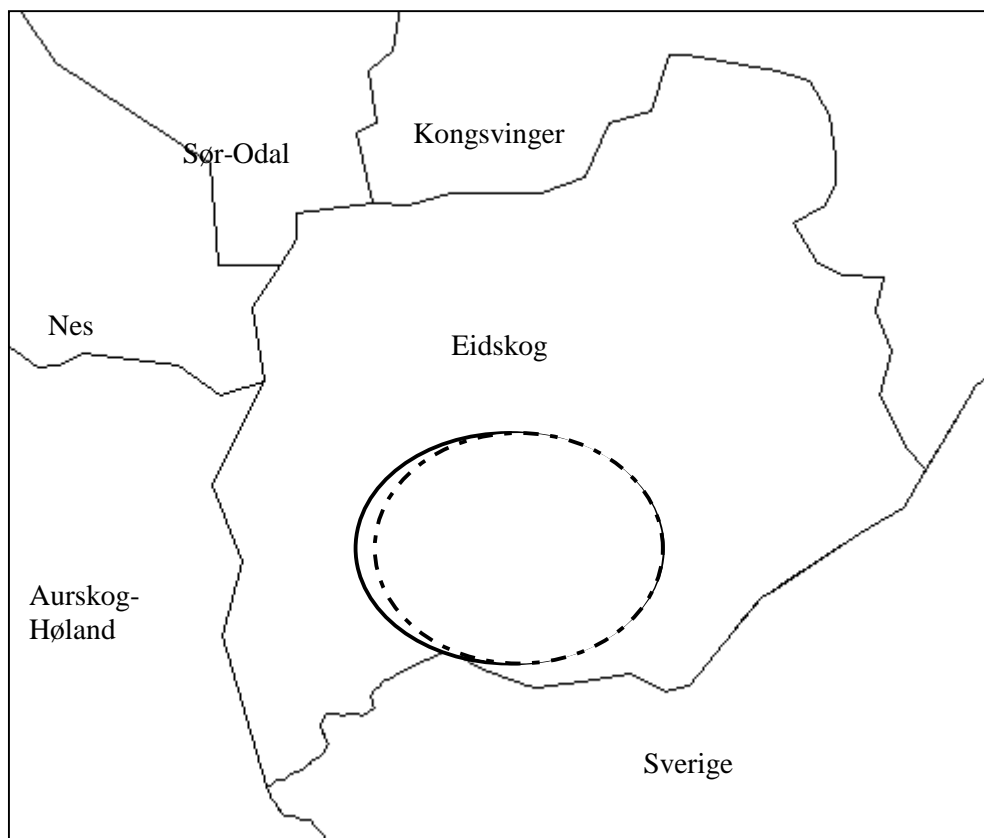 Kongsvinger
Sør-Odal
Nes
Eidskog
Aurskog-
Høland
Sverige